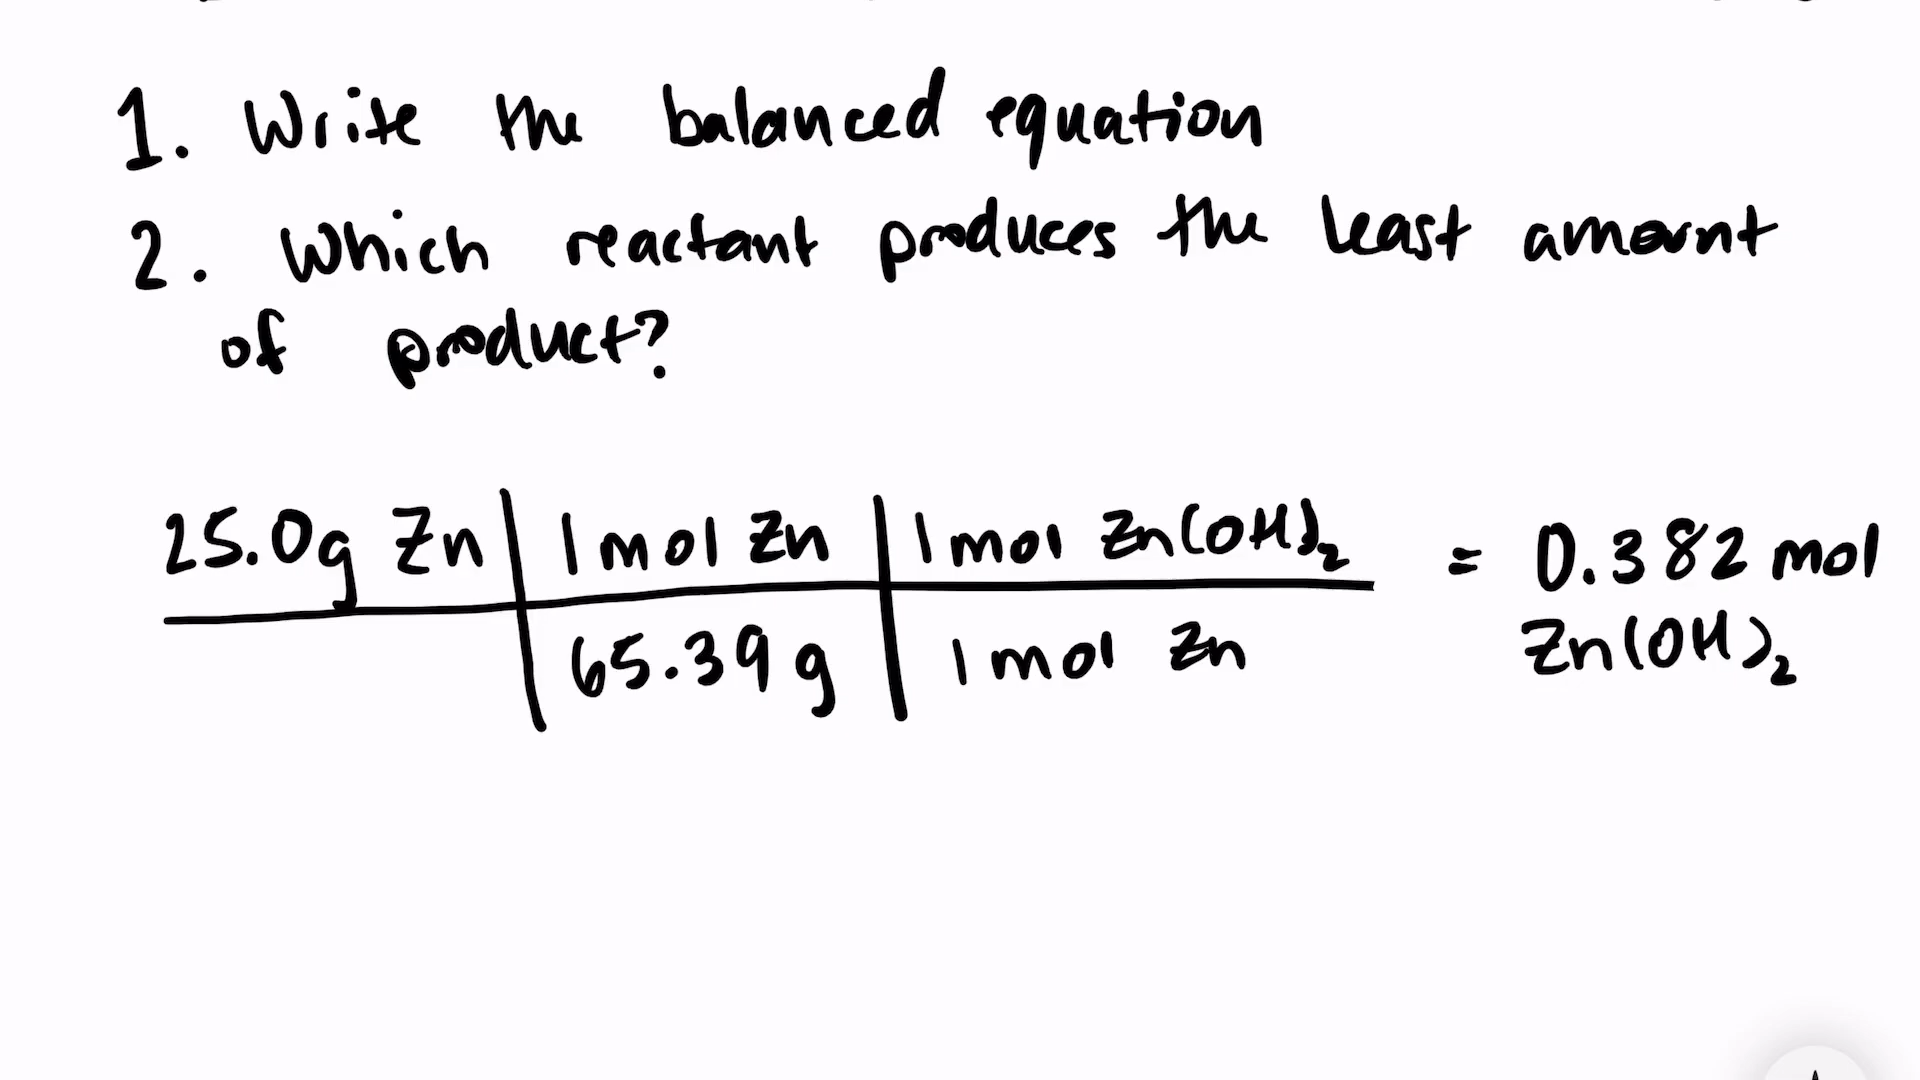 1. Write the balanced equation
2. Which reactant produces the least amount
of product?
25.0g Zn | 1 mol Zn | 1 mol Zn(OH)₂ = 0.382 mol
65.39 g | 1 mol Zn Zn(OH)₂